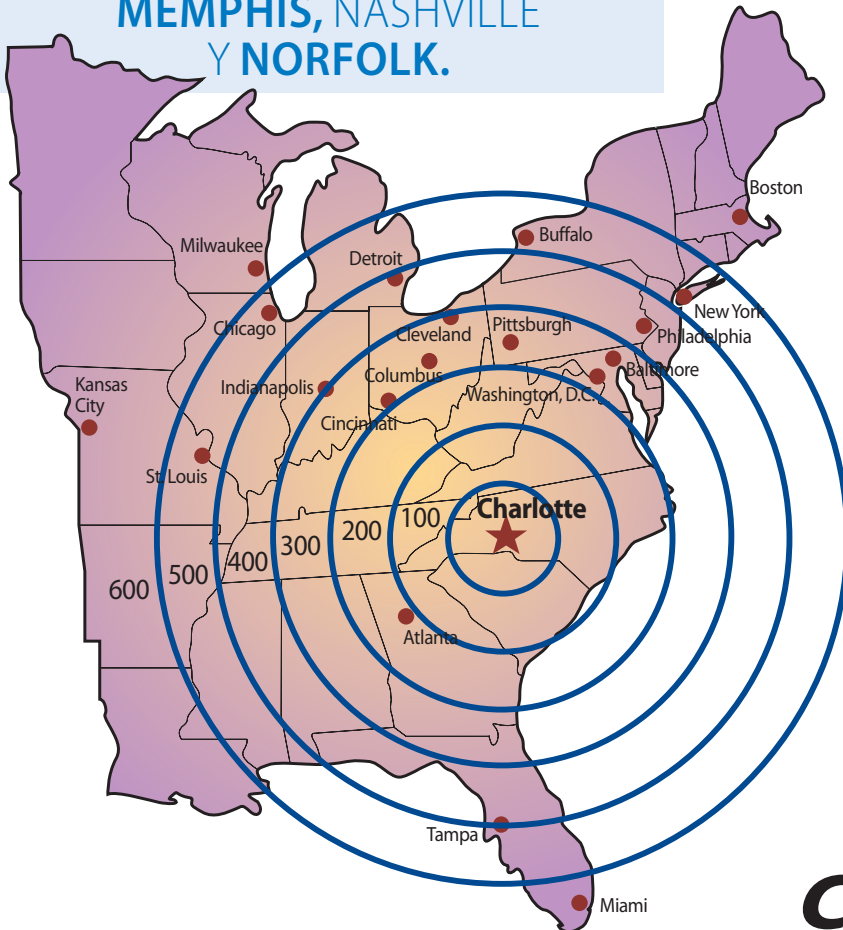 MEMPHIS, NASHVILLE
Y NORFOLK.
Boston
Buffalo
Milwaukee
Detroit
New York
Chicago
Cleveland
Pittsburgh
Philadelphia
Baltimore
Kansas
City
Indianapolis
Columbus
Washington, D.C.
Cincinnati
St. Louis
Charlotte
100
200
300
400
500
600
Atlanta
Tampa
Miami